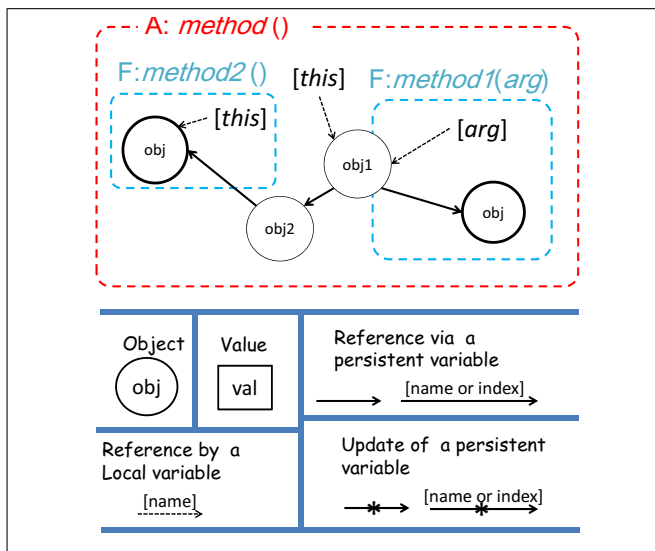 A: method ()
F:method2 ()
[this]
F:method1(arg)
[this]
[arg]
obj
obj1
obj2
obj
Object
Value
Reference via a
persistent variable
obj
val
[name or index]
Reference by a
Local variable
[name]
Update of a persistent
variable
[name or index]